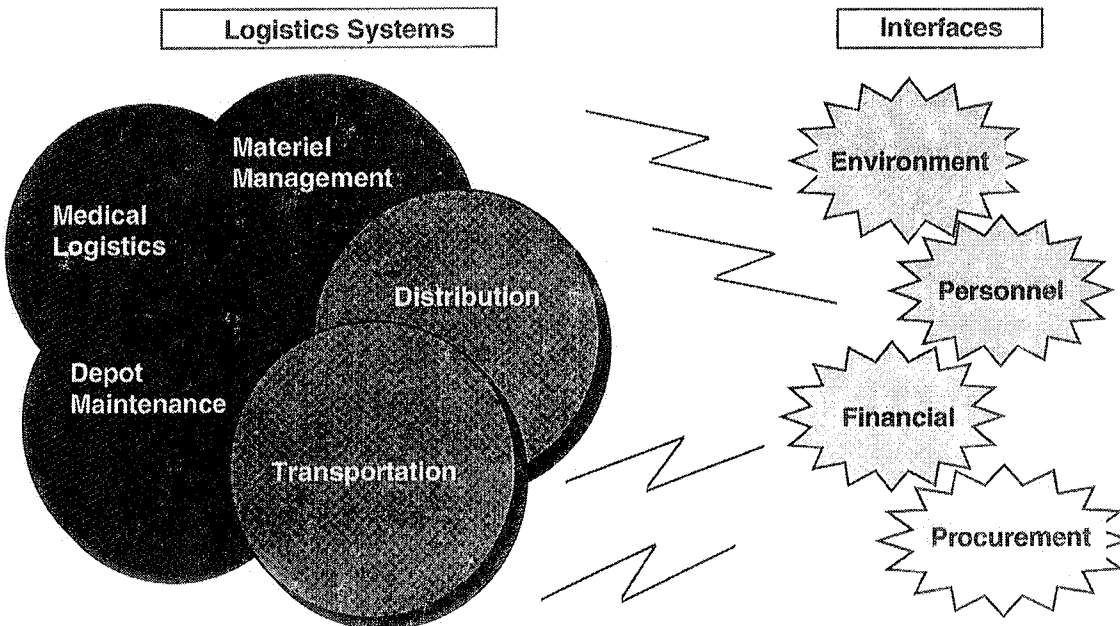 Logistics Systems
Interfaces
Materiel
Management
Medical
Logistics
Distribution
Depot
Maintenance
Transportation
Environment
Personnel
Financial
Procurement